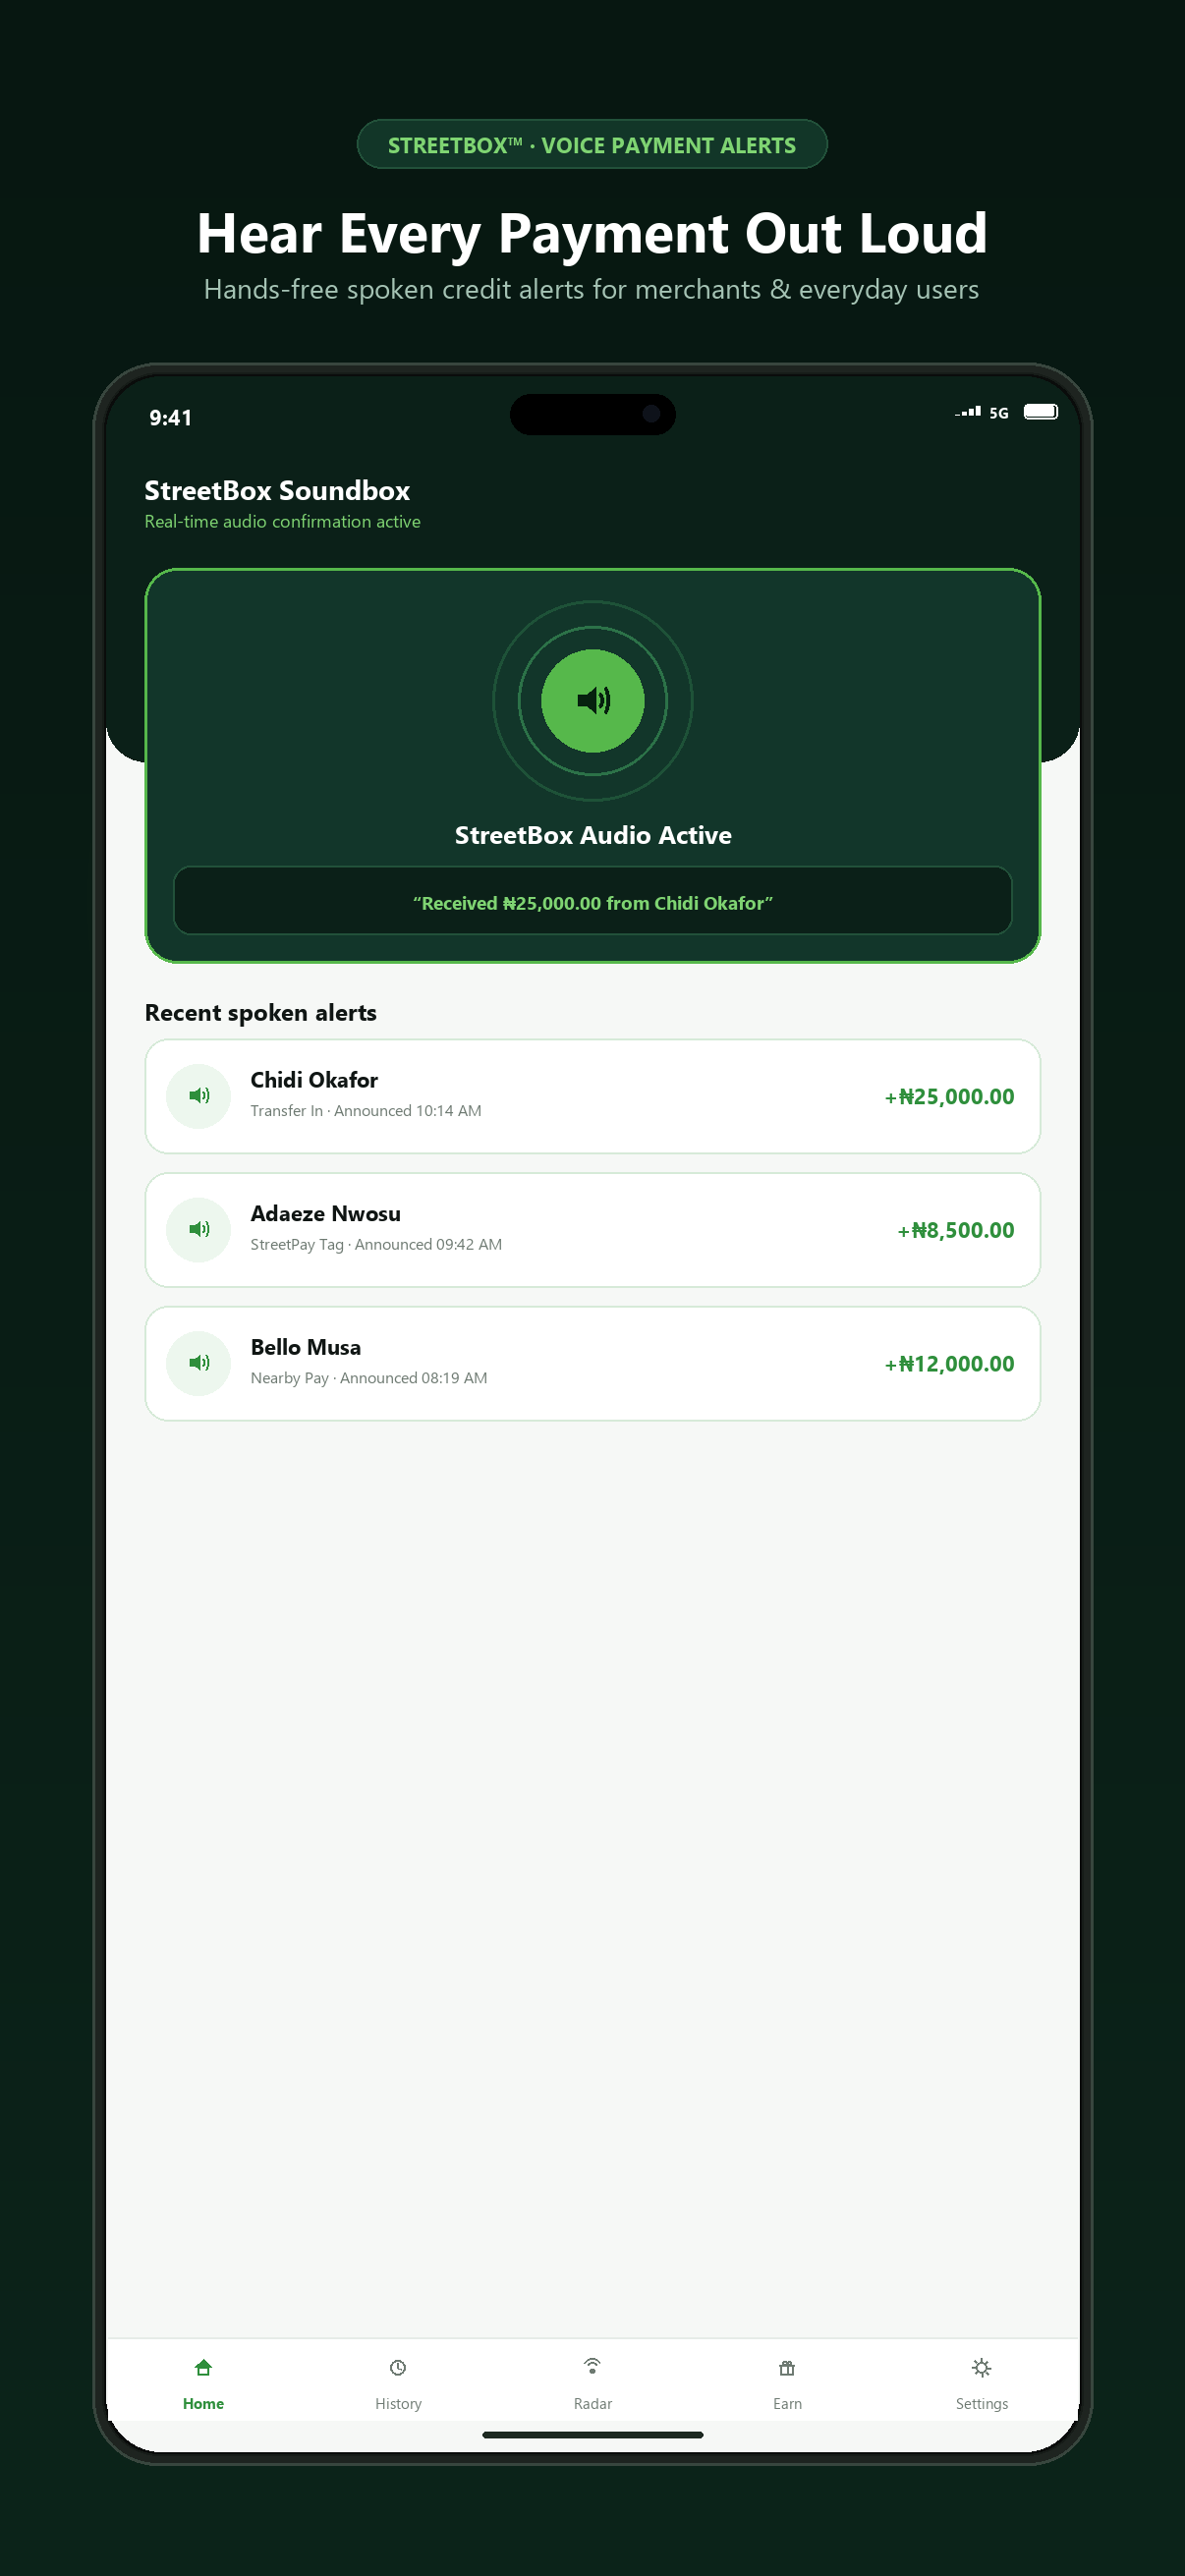 STREETBOX™ · VOICE PAYMENT ALERTS
Hear Every Payment Out Loud
Hands-free spoken credit alerts for merchants & everyday users
9:41
5G
StreetBox Soundbox
Real-time audio confirmation active
StreetBox Audio Active
“Received ₦25,000.00 from Chidi Okafor”
Recent spoken alerts
Chidi Okafor
Transfer In · Announced 10:14 AM
+₦25,000.00
Adaeze Nwosu
StreetPay Tag · Announced 09:42 AM
+₦8,500.00
Bello Musa
Nearby Pay · Announced 08:19 AM
+₦12,000.00
Home
History
Radar
Earn
Settings